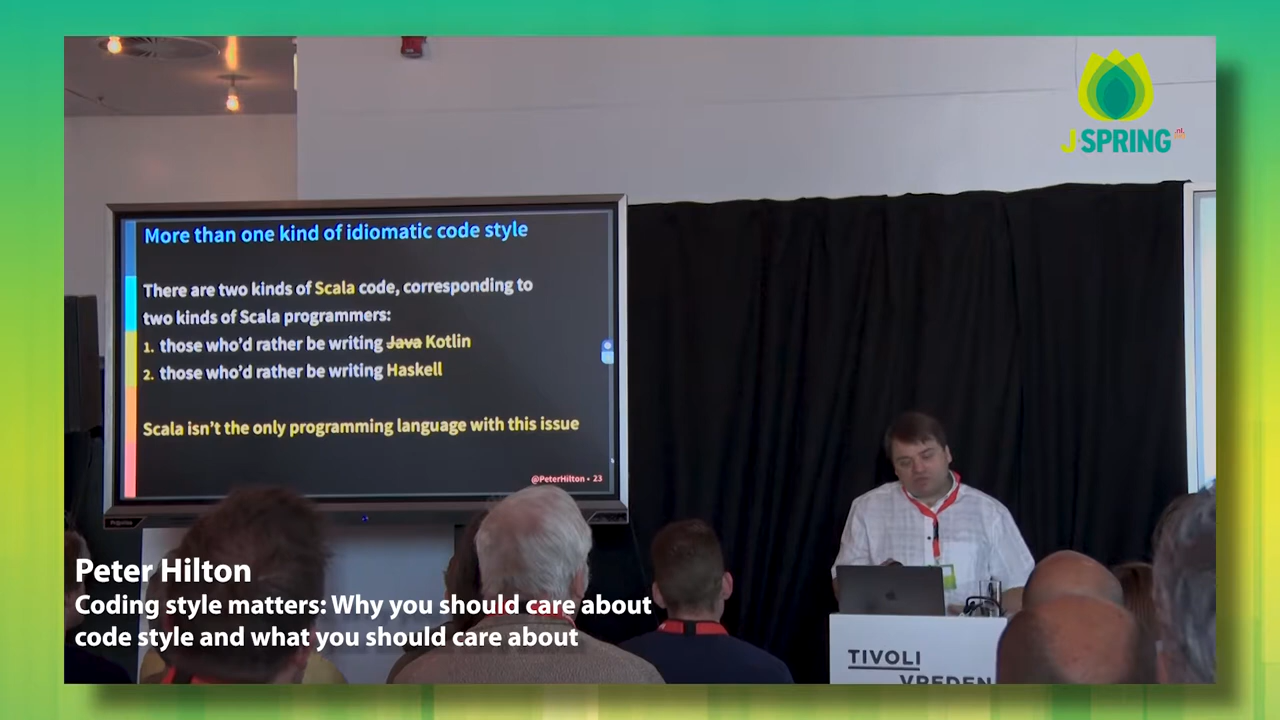 J-SPRING.nl
More than one kind of idiomatic code style
There are two kinds of Scala code, corresponding to
two kinds of Scala programmers:
1. those who'd rather be writing Java Kotlin
2. those who'd rather be writing Haskell
Scala isn't the only programming language with this issue
@PeterHilton • 23
Peter Hilton
Coding style matters: Why you should care about
code style and what you should care about
TIVOLI
VREDEN